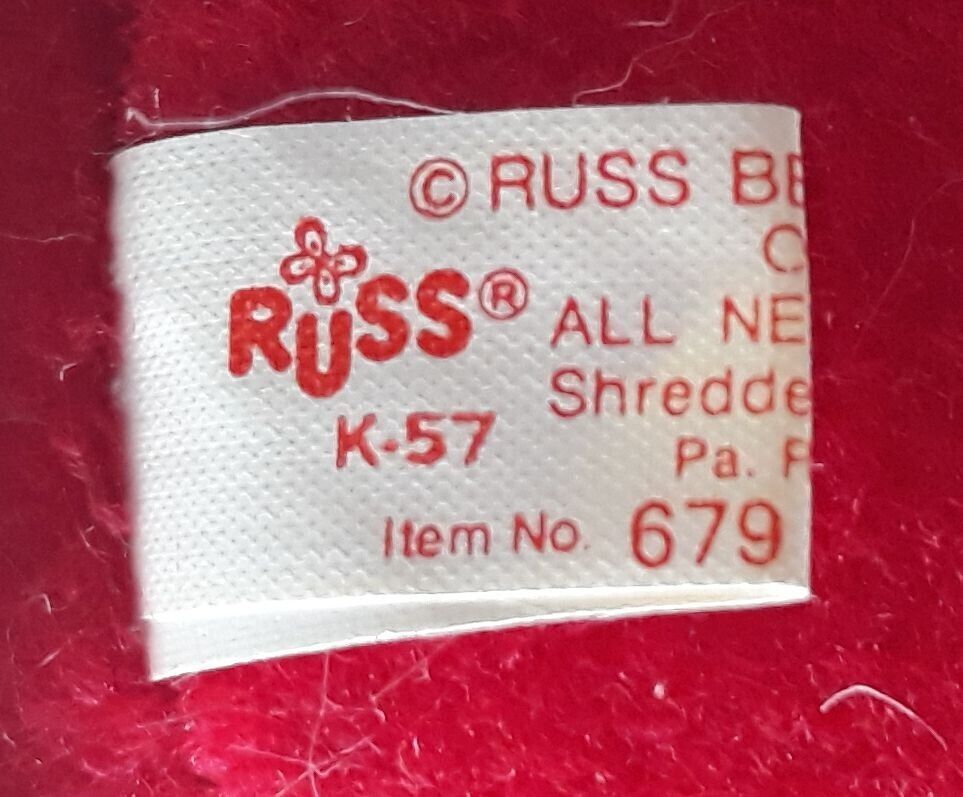 © RUSS BE
C
RUSS®
ALL NE
Shredde
K-57
Pa. P
Item No. 679